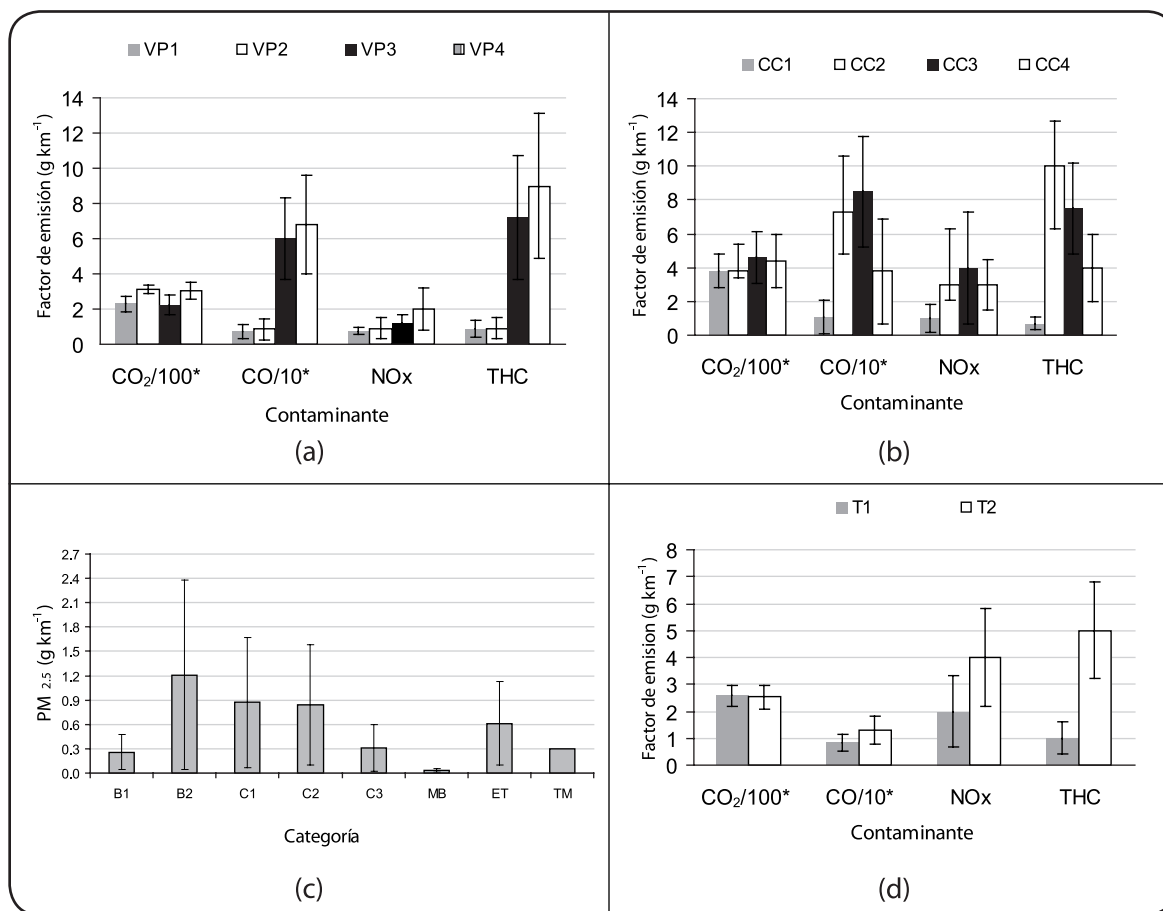 VP1 VP2 VP3 VP4
Factor de emisión (g km⁻¹)
14
12
10
8
6
4
2
0
CO₂/100* CO/10* NOx THC
Contaminante
(a)
CC1 CC2 CC3 CC4
Factor de emisión (g km⁻¹)
14
12
10
8
6
4
2
0
CO₂/100* CO/10* NOx THC
Contaminante
(b)
PM 2.5 (g km⁻¹)
2.7
2.4
2.1
1.8
1.5
1.2
0.9
0.6
0.3
0.0
B1 B2 C1 C2 C3 MB ET TM
Categoría
(c)
T1 T2
Factor de emision (g km⁻¹)
8
7
6
5
4
3
2
1
0
CO₂/100* CO/10* NOx THC
Contaminante
(d)